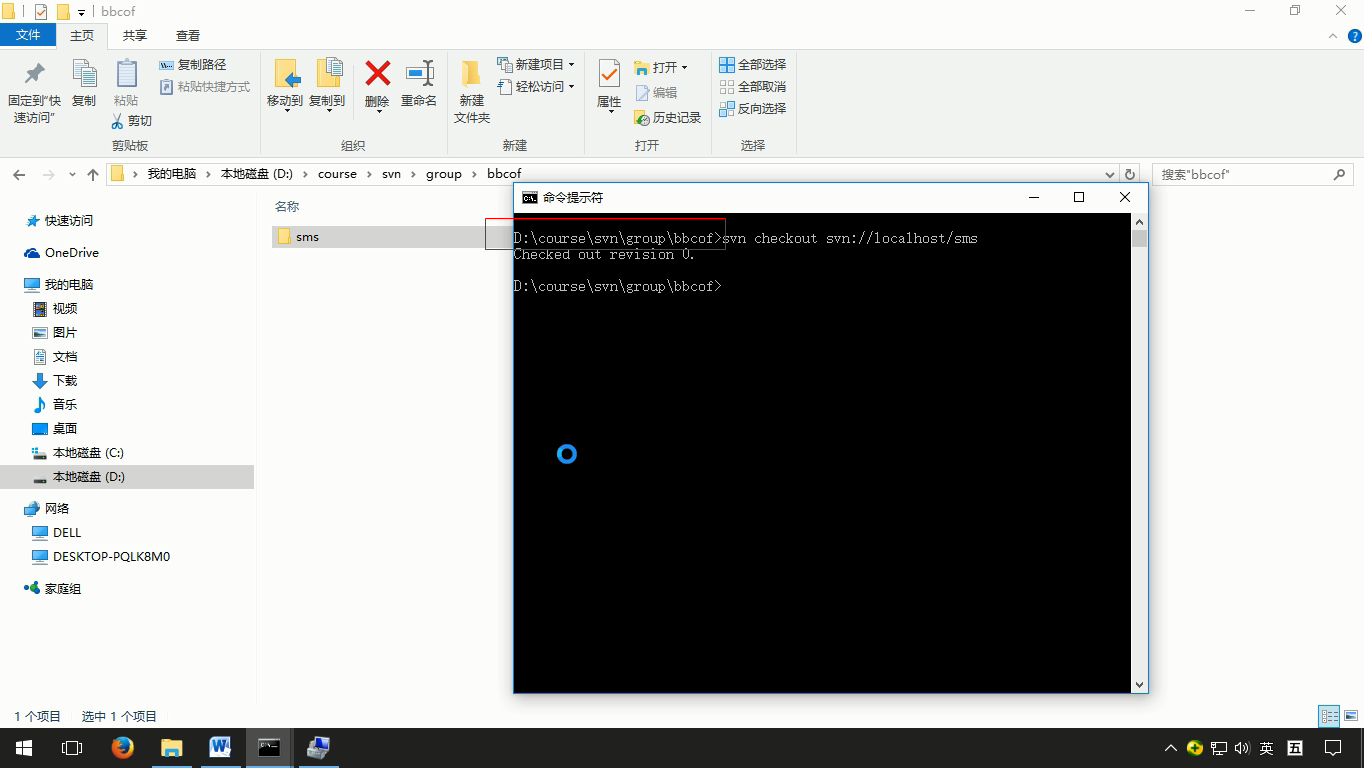 bbcof
文件 主页 共享 查看
固定到"快速访问"
复制
粘贴
复制路径
粘贴快捷方式
剪切
移动到 复制到 删除 重命名
新建文件夹
新建项目
轻松访问
属性
打开
编辑
历史记录
全部选择
全部取消
反向选择
剪贴板 组织 新建 打开 选择
我的电脑 本地磁盘 (D:) course svn group bbcof
搜索"bbcof"
快速访问
OneDrive
我的电脑
视频
图片
文档
下载
音乐
桌面
本地磁盘 (C:)
本地磁盘 (D:)
网络
DELL
DESKTOP-PQLK8M0
家庭组
名称
sms
命令提示符
D:\course\svn\group\bbcof>svn checkout svn://localhost/sms
Checked out revision 0.
D:\course\svn\group\bbcof>
1 个项目 选中 1 个项目
英 五